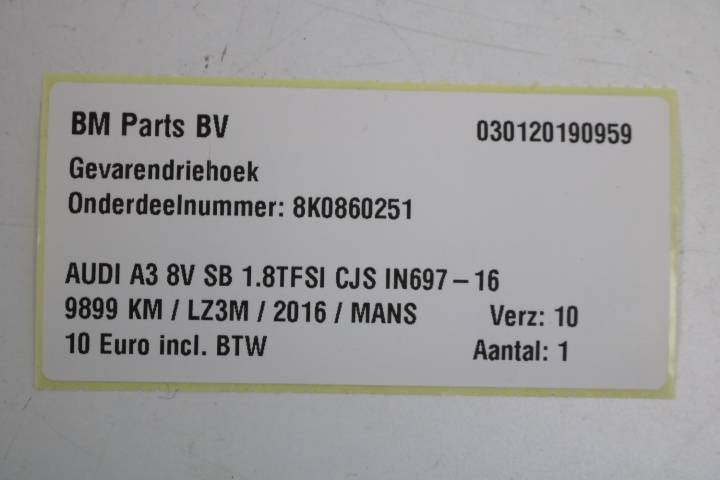 BM Parts BV 030120190959
Gevarendriehoek
Onderdeelnummer: 8K0860251
AUDI A3 8V SB 1.8TFSI CJS IN697-16
9899 KM / LZ3M / 2016 / MANS Verz: 10
10 Euro incl. BTW Aantal: 1